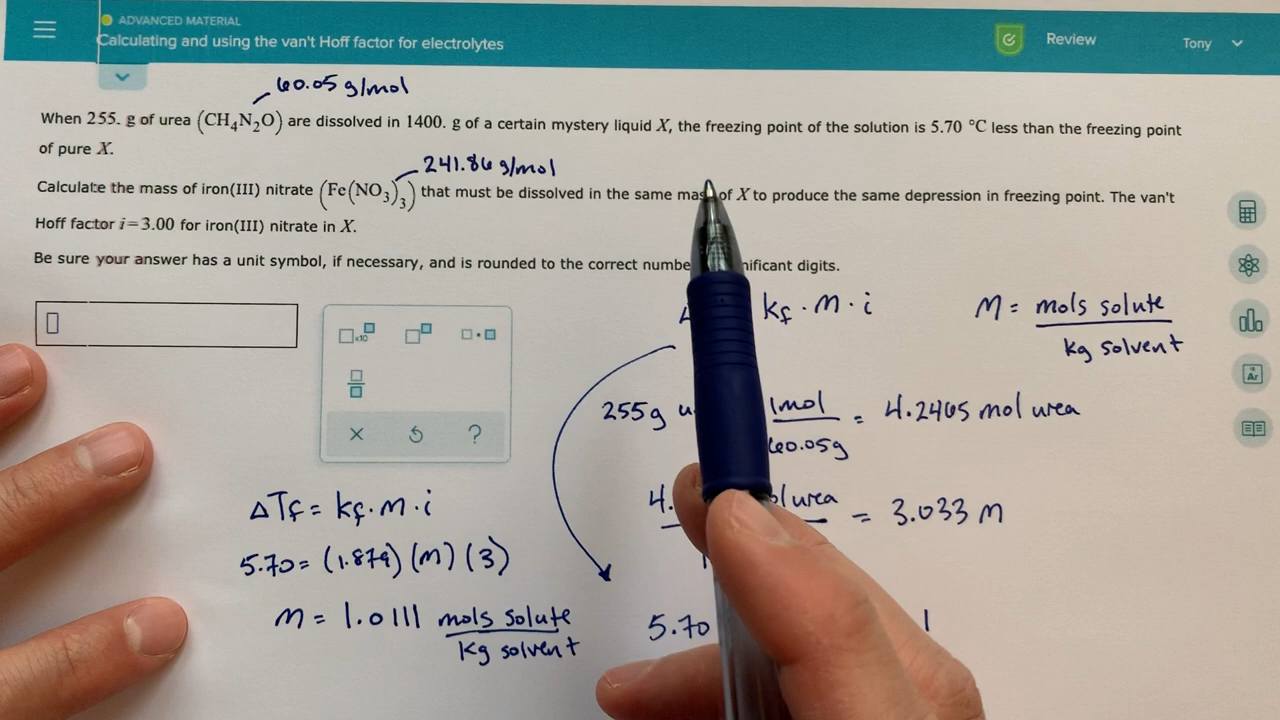 ADVANCED MATERIAL
Calculating and using the van't Hoff factor for electrolytes
Review
Tony
60.05 g/mol
When 255. g of urea (CH4N2O) are dissolved in 1400. g of a certain mystery liquid X, the freezing point of the solution is 5.70 °C less than the freezing point
of pure X.
241.86 g/mol
Calculate the mass of iron(III) nitrate (Fe(NO3)3) that must be dissolved in the same of X to produce the same depression in freezing point. The van't
Hoff factor i=3.00 for iron(III) nitrate in X.
Be sure your answer has a unit symbol, if necessary, and is rounded to the correct digits.
kf · m · i
m = mols solute
kg solvent
x10
Ar
255g 1mol = 4.2465 mol urea
60.05g
× ?
4. urea = 3.033 m
ΔTf = kf · m · i
5.70 = (1.879) (m) (3)
m = 1.0111 mols solute
kg solvent
5.70 1